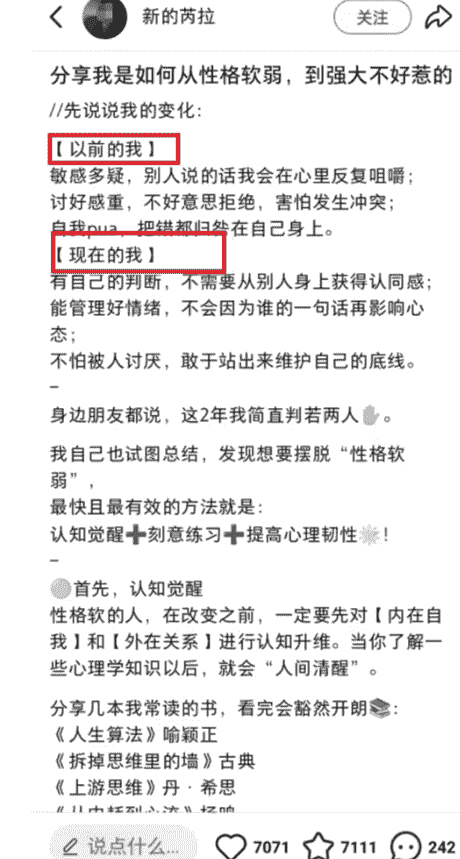 新的芮拉
关注
分享我是如何从性格软弱，到强大不好惹的
//先说说我的变化：
【以前的我】
敏感多疑，别人说的话我会在心里反复咀嚼；
讨好感重，不好意思拒绝，害怕发生冲突；
自我pua，把错都归咎在自己身上。
【现在的我】
有自己的判断，不需要从别人身上获得认同感；
能管理好情绪，不会因为谁的一句话再影响心
态；
不怕被人讨厌，敢于站出来维护自己的底线。
–
身边朋友都说，这2年我简直判若两人✋。
我自己也试图总结，发现想要摆脱“性格软
弱”，
最快且最有效的方法就是：
认知觉醒➕刻意练习➕提高心理韧性✴️！
–
首先，认知觉醒
性格软的人，在改变之前，一定要先对【内在自
我】和【外在关系】进行认知升维。当你了解一
些心理学知识以后，就会“人间清醒”。
分享几本我常读的书，看完会豁然开朗📚：
《人生算法》喻颖正
《拆掉思维里的墙》古典
《上游思维》丹·希思
说点什么...
7071
7111
242